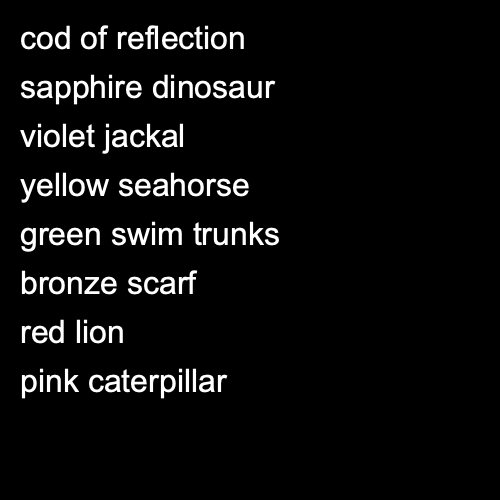 cod of reflection
sapphire dinosaur
violet jackal
yellow seahorse
green swim trunks
bronze scarf
red lion
pink caterpillar